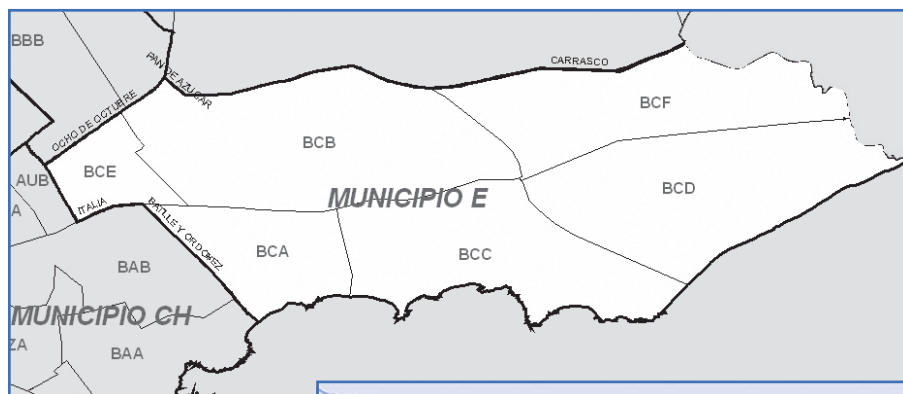 BBB
PAN DE AZUCAR
CARRASCO
OCHO DE OCTUBRE
BCF
BCB
BCE
AUB
BCD
MUNICIPIO E
A
ITALIA
BATLLE Y ORDOÑEZ
BCA
BCC
BAB
MUNICIPIO CH
ZA
BAA